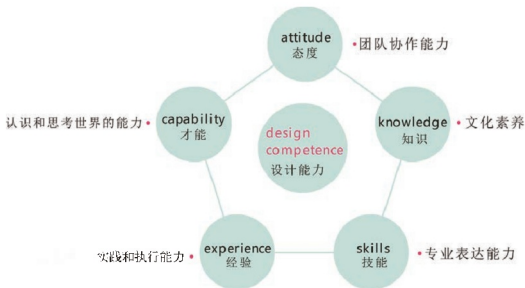 attitude
态度
•团队协作能力
认识和思考世界的能力•
capability
才能
design
competence
设计能力
knowledge
知识
•文化素养
实践和执行能力•
experience
经验
skills
技能
•专业表达能力